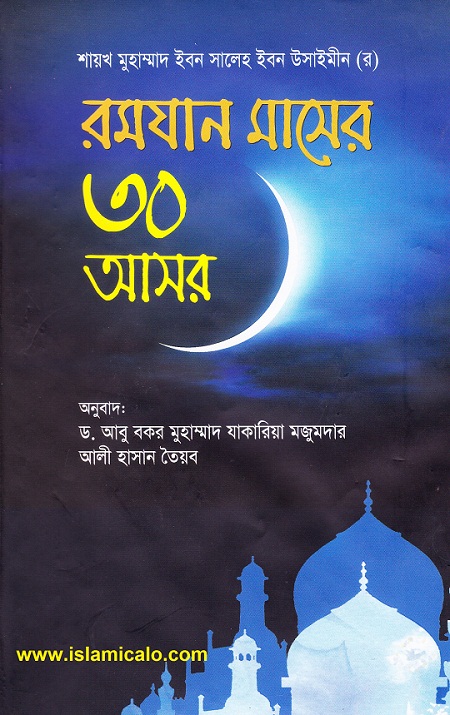 শায়খ মুহাম্মাদ ইবন সালেহ ইবন উসাইমীন (র)
রমযান মাসের
৩০
আসর
অনুবাদ:
ড. আবু বকর মুহাম্মাদ যাকারিয়া মজুমদার
আলী হাসান তৈয়ব
www.islamicalo.com